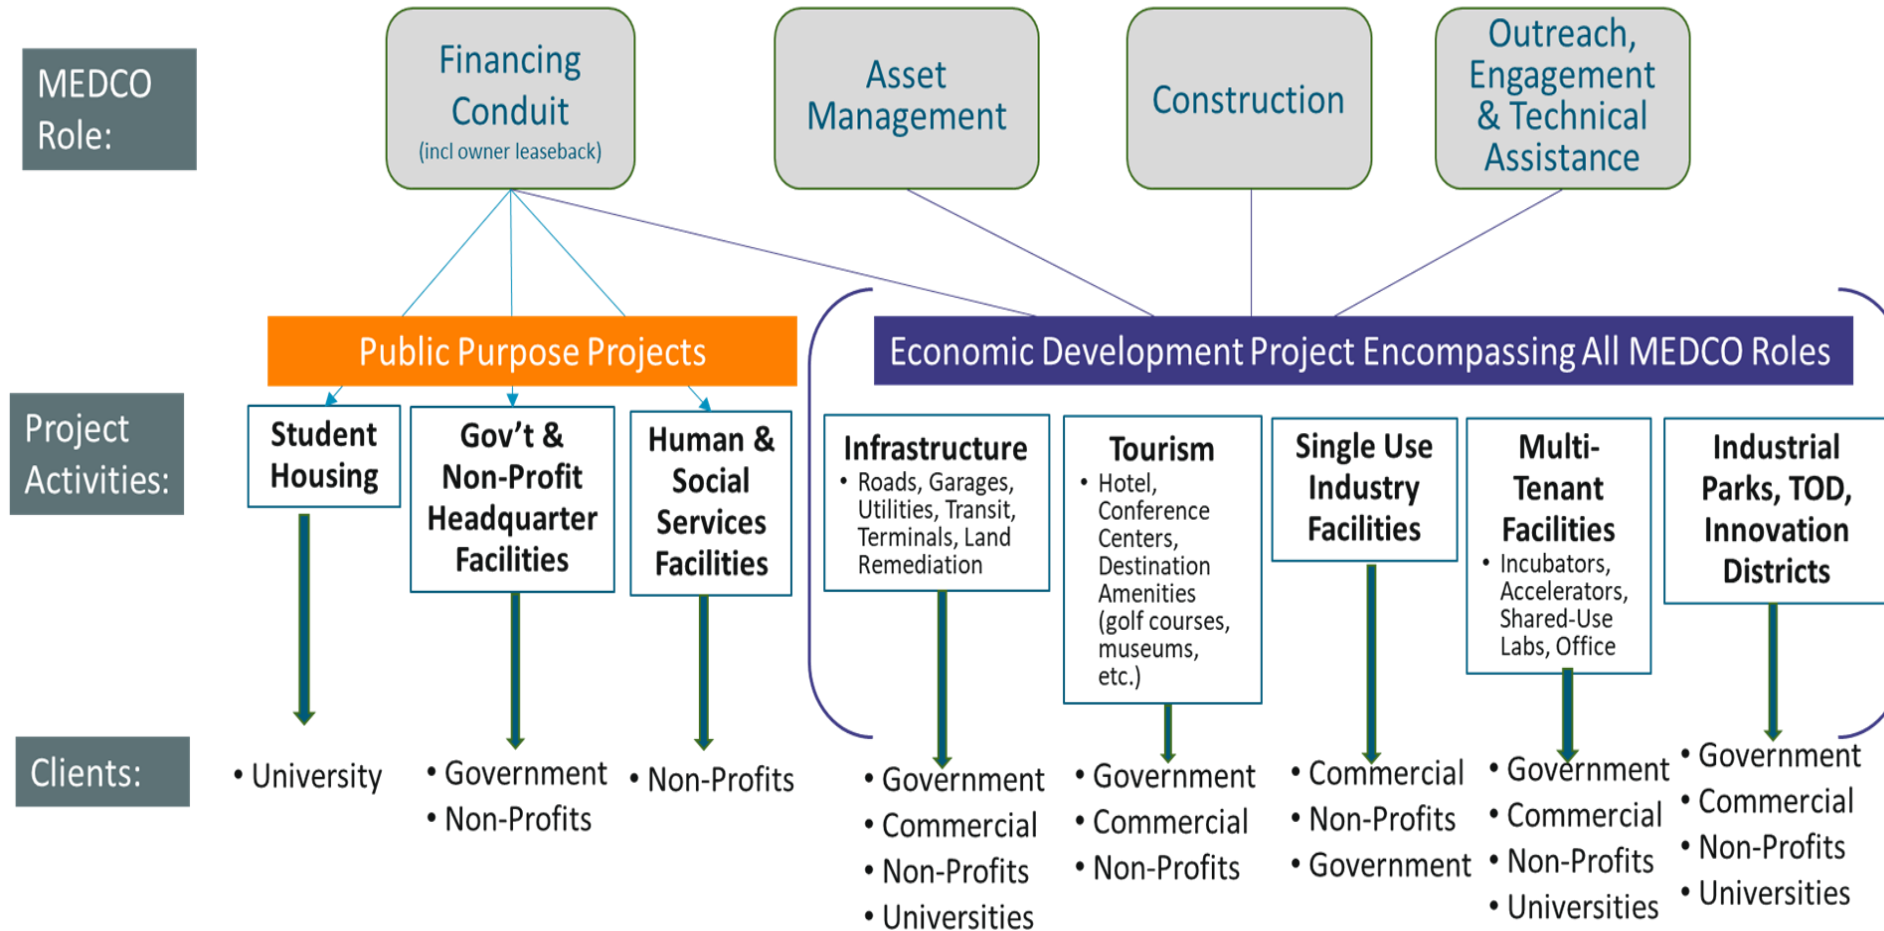 MEDCO
Role:
Financing
Conduit
(incl owner leaseback)
Asset
Management
Construction
Outreach,
Engagement
& Technical
Assistance
Public Purpose Projects
Economic Development Project Encompassing All MEDCO Roles
Project
Activities:
Student
Housing
Gov't &
Non-Profit
Headquarter
Facilities
Human &
Social
Services
Facilities
Infrastructure
• Roads, Garages,
Utilities, Transit,
Terminals, Land
Remediation
Tourism
• Hotel,
Conference
Centers,
Destination
Amenities
(golf courses,
museums,
etc.)
Single Use
Industry
Facilities
Multi-
Tenant
Facilities
• Incubators,
Accelerators,
Shared-Use
Labs, Office
Industrial
Parks, TOD,
Innovation
Districts
Clients:
• University
• Government
• Non-Profits
• Non-Profits
• Government
• Commercial
• Non-Profits
• Universities
• Government
• Commercial
• Non-Profits
• Commercial
• Non-Profits
• Government
• Government
• Commercial
• Non-Profits
• Universities
• Government
• Commercial
• Non-Profits
• Universities